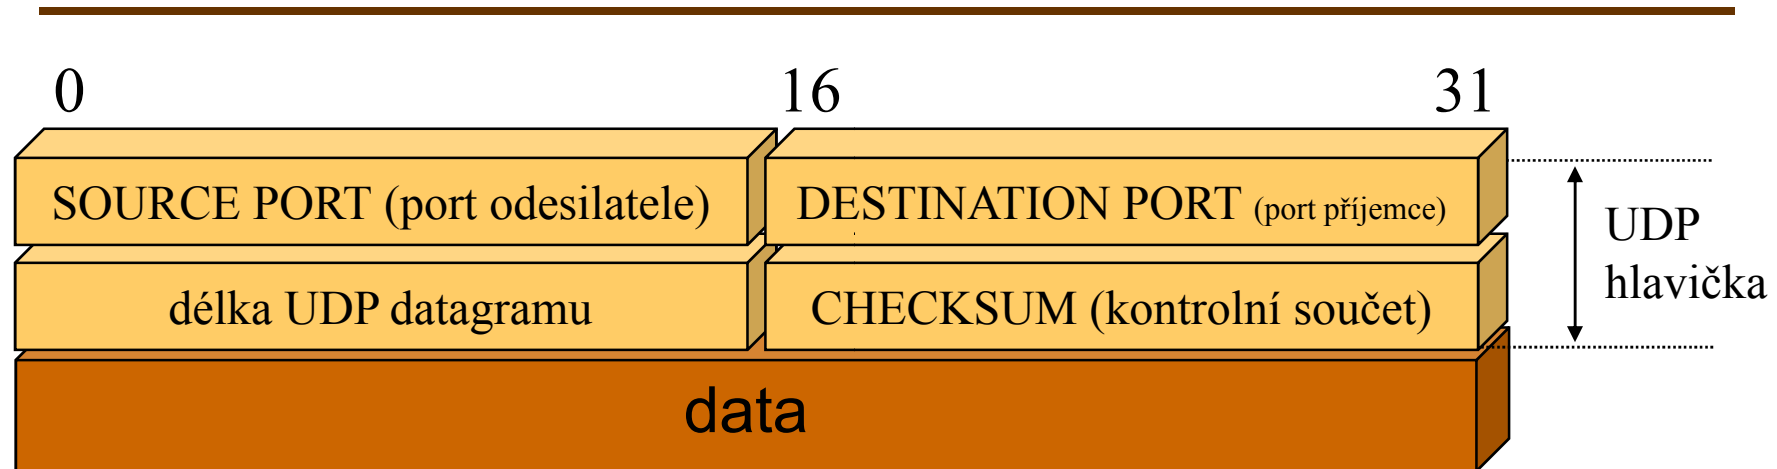 0 16 31
SOURCE PORT (port odesilatele) DESTINATION PORT (port příjemce)
UDP
hlavička
délka UDP datagramu CHECKSUM (kontrolní součet)
data